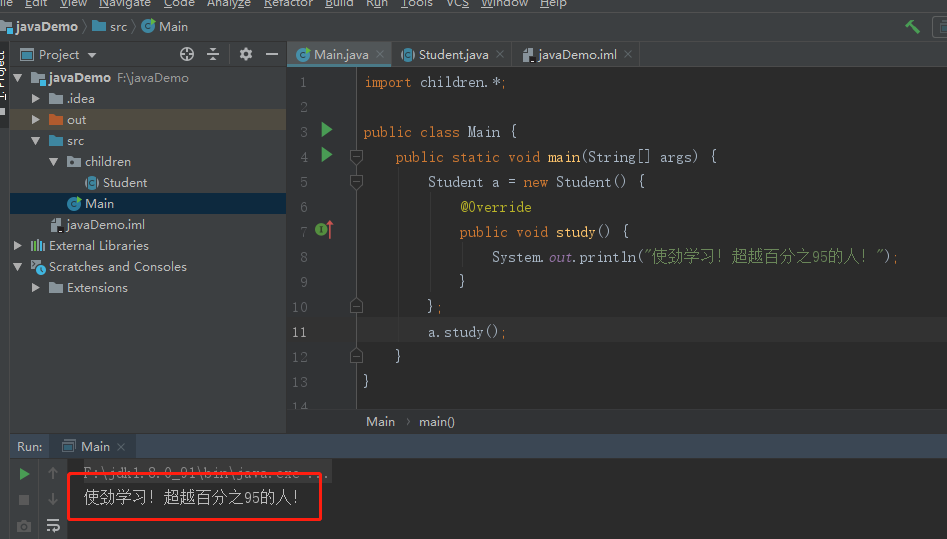 File Edit View Navigate Code Analyze Refactor Build Run Tools VCS Window Help
javaDemo src Main
Project
Main.java Student.java javaDemo.iml
javaDemo F:\javaDemo
.idea
out
src
children
Student
Main
javaDemo.iml
External Libraries
Scratches and Consoles
Extensions
1 import children.*;
2
3 public class Main {
4 public static void main(String[] args) {
5 Student a = new Student() {
6 @Override
7 public void study() {
8 System.out.println("使劲学习！超越百分之95的人！");
9 }
10 };
11 a.study();
12 }
13 }
14
Main main()
Run: Main
F:\jdk1.8.0_91\bin\java.exe ...
使劲学习！超越百分之95的人！